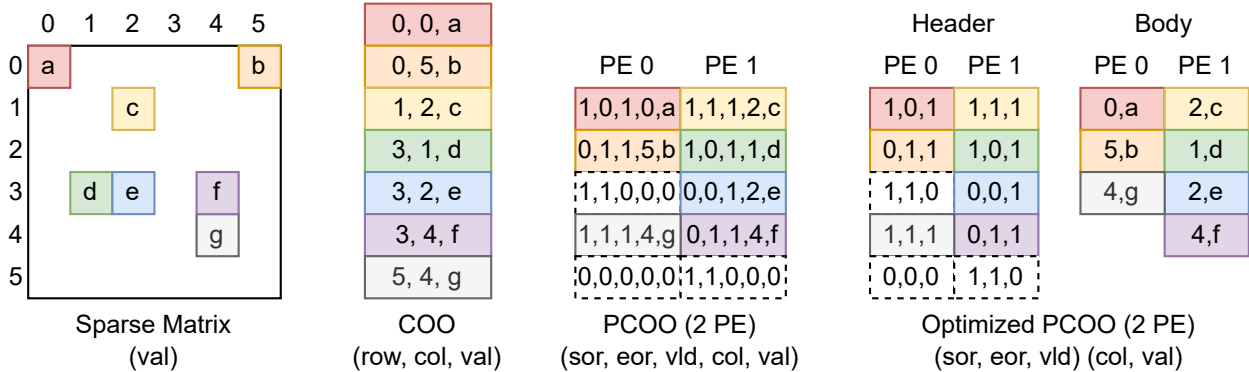 0 1 2 3 4 5
0 a b
1 c
2
3 d e f
4 g
5
Sparse Matrix
(val)
0, 0, a
0, 5, b
1, 2, c
3, 1, d
3, 2, e
3, 4, f
5, 4, g
COO
(row, col, val)
PE 0 PE 1
1,0,1,0,a 1,1,1,2,c
0,1,1,5,b 1,0,1,1,d
1,1,0,0,0 0,0,1,2,e
1,1,1,4,g 0,1,1,4,f
0,0,0,0,0 1,1,0,0,0
PCOO (2 PE)
(sor, eor, vld, col, val)
Header Body
PE 0 PE 1 PE 0 PE 1
1,0,1 1,1,1 0,a 2,c
0,1,1 1,0,1 5,b 1,d
1,1,0 0,0,1 4,g 2,e
1,1,1 0,1,1 4,f
0,0,0 1,1,0
Optimized PCOO (2 PE)
(sor, eor, vld) (col, val)